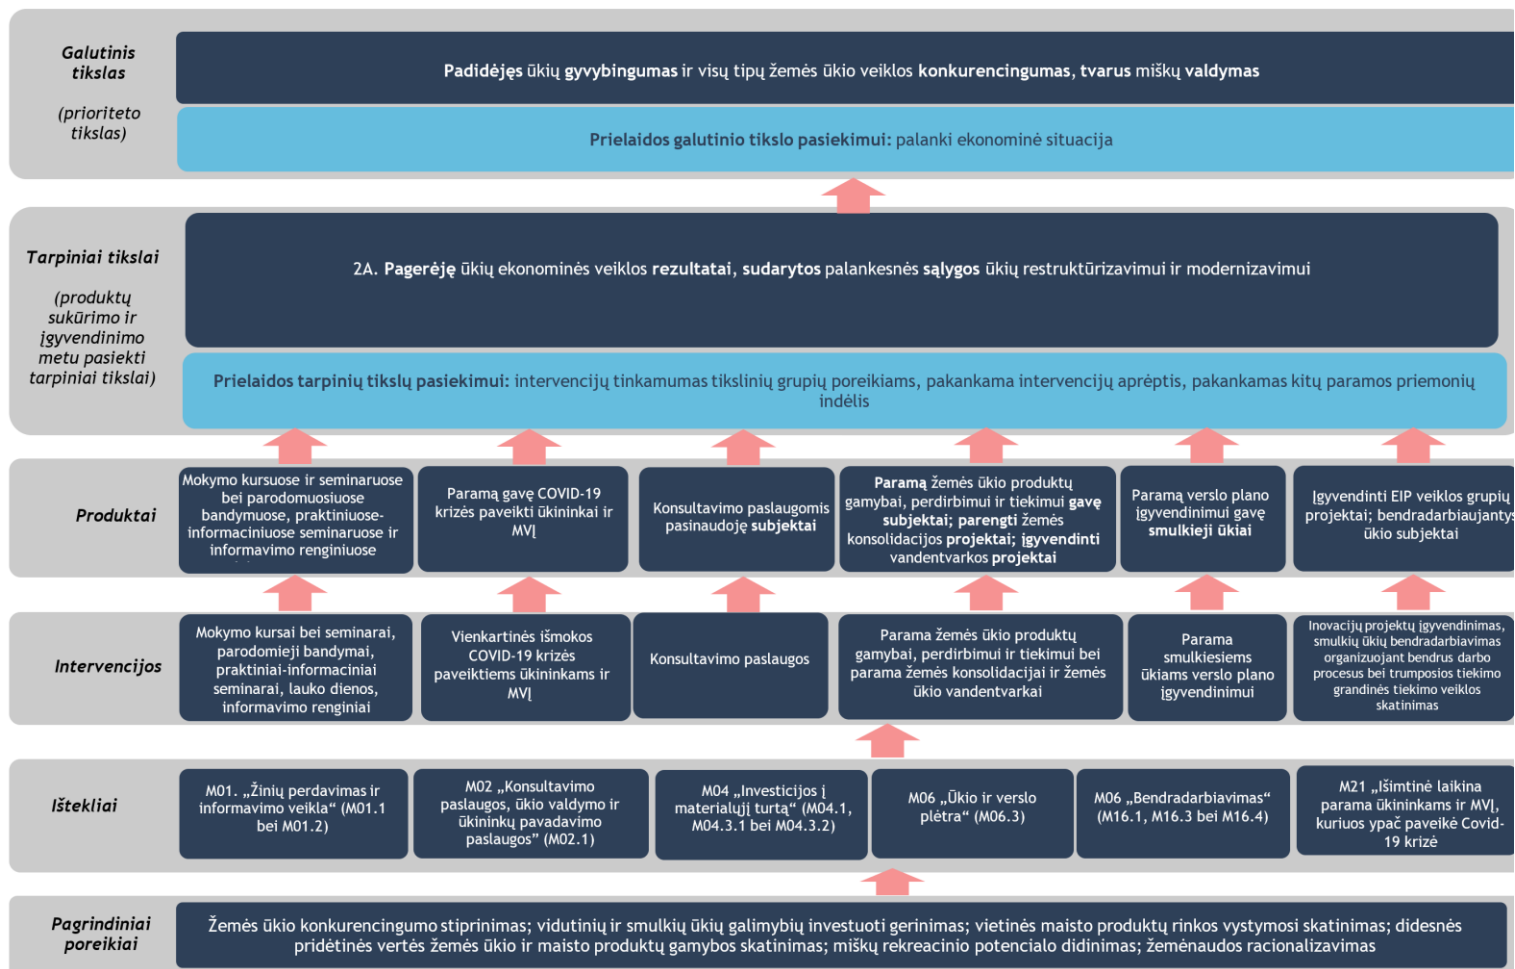 Galutinis
tikslas
(prioriteto
tikslas)
Padidėjęs ūkių gyvybingumas ir visų tipų žemės ūkio veiklos konkurencingumas, tvarus miškų valdymas
Prielaidos galutinio tikslo pasiekimui: palanki ekonominė situacija
Tarpiniai tikslai
(produktų
sukūrimo ir
įgyvendinimo
metu pasiekti
tarpiniai tikslai)
2A. Pagerėję ūkių ekonominės veiklos rezultatai, sudarytos palankesnės sąlygos ūkių restruktūrizavimui ir modernizavimui
Prielaidos tarpinių tikslų pasiekimui: intervencijų tinkamumas tikslinių grupių poreikiams, pakankama intervencijų aprėptis, pakankamas kitų paramos priemonių
indėlis
Produktai
Mokymo kursuose ir seminaruose
bei parodomuosiuose
bandymuose, praktiniuose-
informaciniuose seminaruose ir
informavimo renginiuose
Paramą gavę COVID-19
krizės paveikti ūkininkai ir
MVĮ
Konsultavimo paslaugomis
pasinaudoję subjektai
Paramą žemės ūkio produktų
gamybai, perdirbimui ir tiekimui gavę
subjektai; parengti žemės
konsolidacijos projektai; įgyvendinti
vandentvarkos projektai
Paramą verslo plano
įgyvendinimui gavę
smulkieji ūkiai
Įgyvendinti EIP veiklos grupių
projektai; bendradarbiaujantys
ūkio subjektai
Intervencijos
Mokymo kursai bei seminarai,
parodomieji bandymai,
praktiniai-informaciniai
seminarai, lauko dienos,
informavimo renginiai
Vienkartinės išmokos
COVID-19 krizės
paveiktiems ūkininkams ir
MVĮ
Konsultavimo paslaugos
Parama žemės ūkio produktų
gamybai, perdirbimui ir tiekimui bei
parama žemės konsolidacijai ir žemės
ūkio vandentvarkai
Parama
smulkiesiems
ūkiams verslo plano
įgyvendinimui
Inovacijų projektų įgyvendinimas,
smulkių ūkių bendradarbiavimas
organizuojant bendrus darbo
procesus bei trumposios tiekimo
grandinės tiekimo veiklos
skatinimas
Ištekliai
M01. „Žinių perdavimas ir
informavimo veikla“ (M01.1
bei M01.2)
M02 „Konsultavimo
paslaugos, ūkio valdymo ir
ūkininkų pavadavimo
paslaugos” (M02.1)
M04 „Investicijos į
materialųjį turtą“ (M04.1,
M04.3.1 bei M04.3.2)
M06 „Ūkio ir verslo
plėtra“ (M06.3)
M06 „Bendradarbiavimas“
(M16.1, M16.3 bei M16.4)
M21 „Išimtinė laikina
parama ūkininkams ir MVĮ,
kuriuos ypač paveikė Covid-
19 krizė
Pagrindiniai
poreikiai
Žemės ūkio konkurencingumo stiprinimas; vidutinių ir smulkių ūkių galimybių investuoti gerinimas; vietinės maisto produktų rinkos vystymosi skatinimas; didesnės
pridėtinės vertės žemės ūkio ir maisto produktų gamybos skatinimas; miškų rekreacinio potencialo didinimas; žemėnaudos racionalizavimas